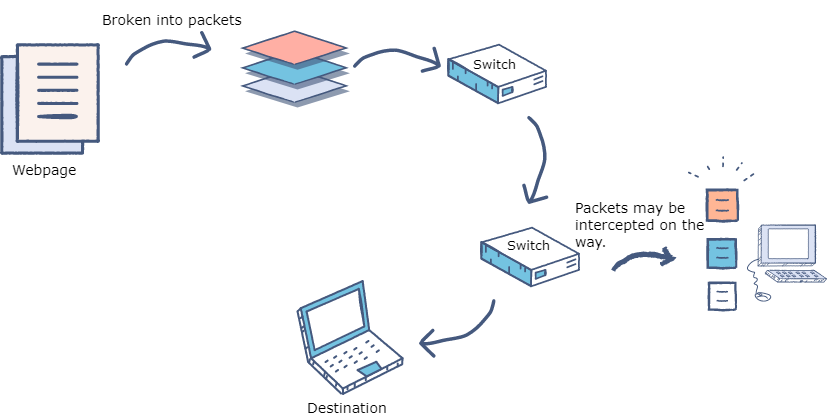 Broken into packets
Switch
Webpage
Packets may be
intercepted on the
way.
Switch
Destination